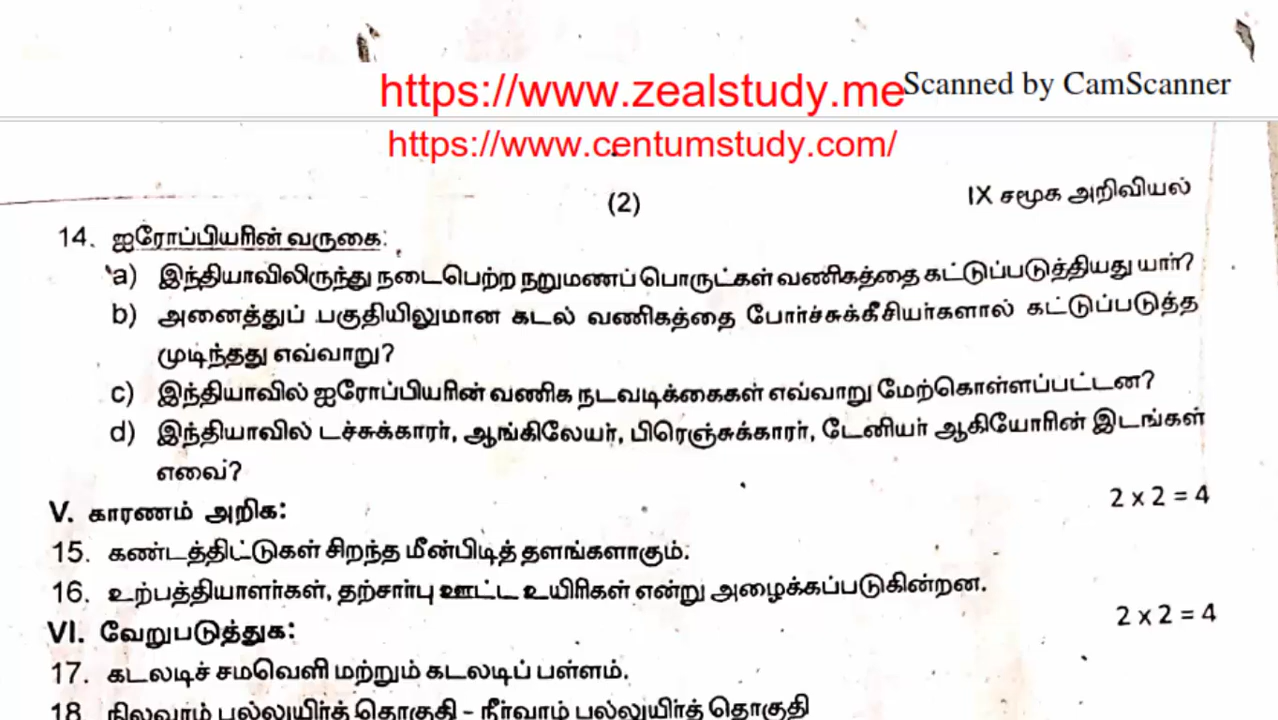 https://www.zealstudy.me
Scanned by CamScanner
https://www.centumstudy.com/
(2)
IX சமூக அறிவியல்
14. ஐரோப்பியரின் வருகை:
a) இந்தியாவிலிருந்து நடைபெற்ற நறுமணப் பொருட்கள் வணிகத்தை கட்டுப்படுத்தியது யார்?
b) அனைத்துப் பகுதியிலுமான கடல் வணிகத்தை போர்ச்சுக்கீசியர்களால் கட்டுப்படுத்த
முடிந்தது எவ்வாறு?
c) இந்தியாவில் ஐரோப்பியரின் வணிக நடவடிக்கைகள் எவ்வாறு மேற்கொள்ளப்பட்டன?
d) இந்தியாவில் டச்சுக்காரர், ஆங்கிலேயர், பிரெஞ்சுக்காரர், டேனியர் ஆகியோரின் இடங்கள்
எவை?
V. காரணம் அறிக: 2 x 2 = 4
15. கண்டத்திட்டுகள் சிறந்த மீன்பிடித் தளங்களாகும்.
16. உற்பத்தியாளர்கள், தற்சார்பு ஊட்ட உயிரிகள் என்று அழைக்கப்படுகின்றன.
VI. வேறுபடுத்துக: 2 x 2 = 4
17. கடலடிச் சமவெளி மற்றும் கடலடிப் பள்ளம்.
18. நிலவாழ் பல்லுயிர்த் தொகுதி - நீர்வாழ் பல்லுயிர்த் தொகுதி